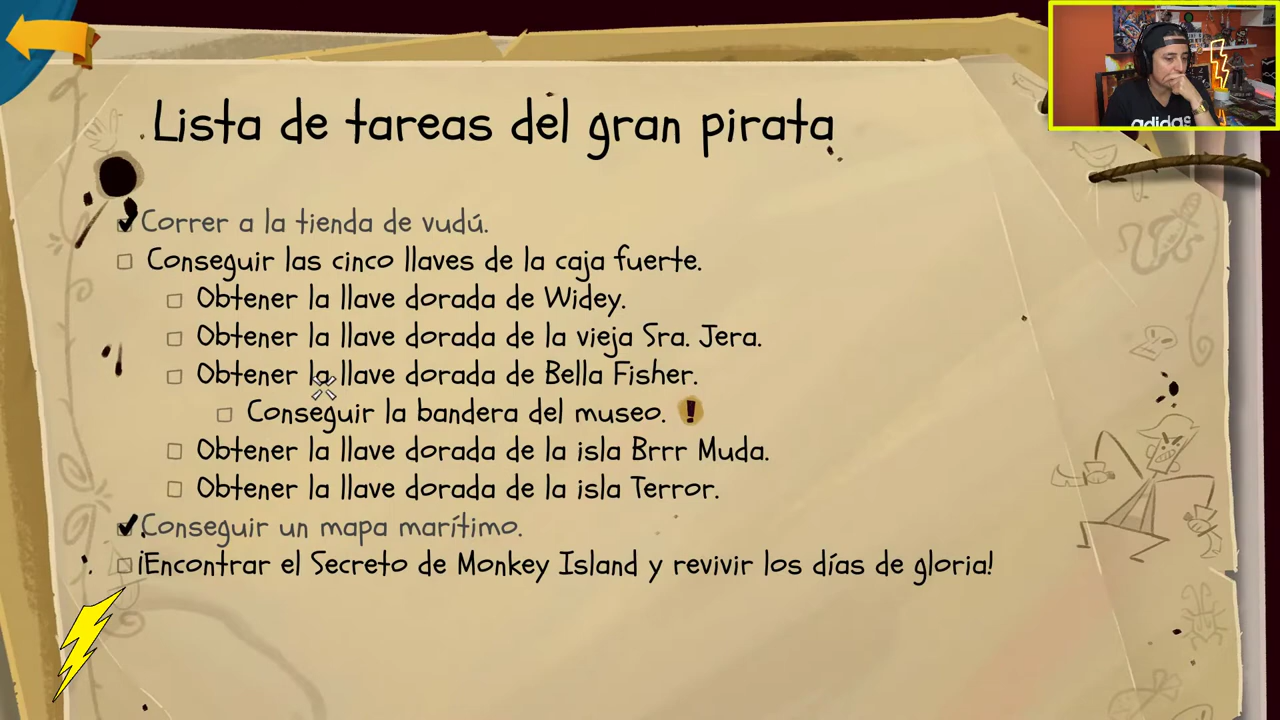 Lista de tareas del gran pirata
Correr a la tienda de vudú.
Conseguir las cinco llaves de la caja fuerte.
Obtener la llave dorada de Widey.
Obtener la llave dorada de la vieja Sra. Jera.
Obtener la llave dorada de Bella Fisher.
Conseguir la bandera del museo. !
Obtener la llave dorada de la isla Brrr Muda.
Obtener la llave dorada de la isla Terror.
Conseguir un mapa marítimo.
¡Encontrar el Secreto de Monkey Island y revivir los días de gloria!
adidas